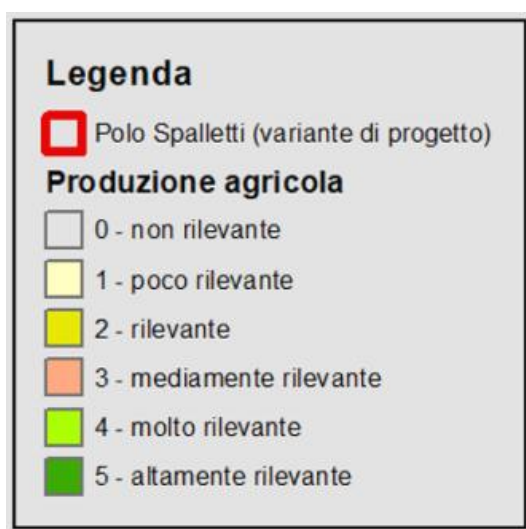 Legenda
Polo Spalletti (variante di progetto)
Produzione agricola
0 - non rilevante
1 - poco rilevante
2 - rilevante
3 - mediamente rilevante
4 - molto rilevante
5 - altamente rilevante